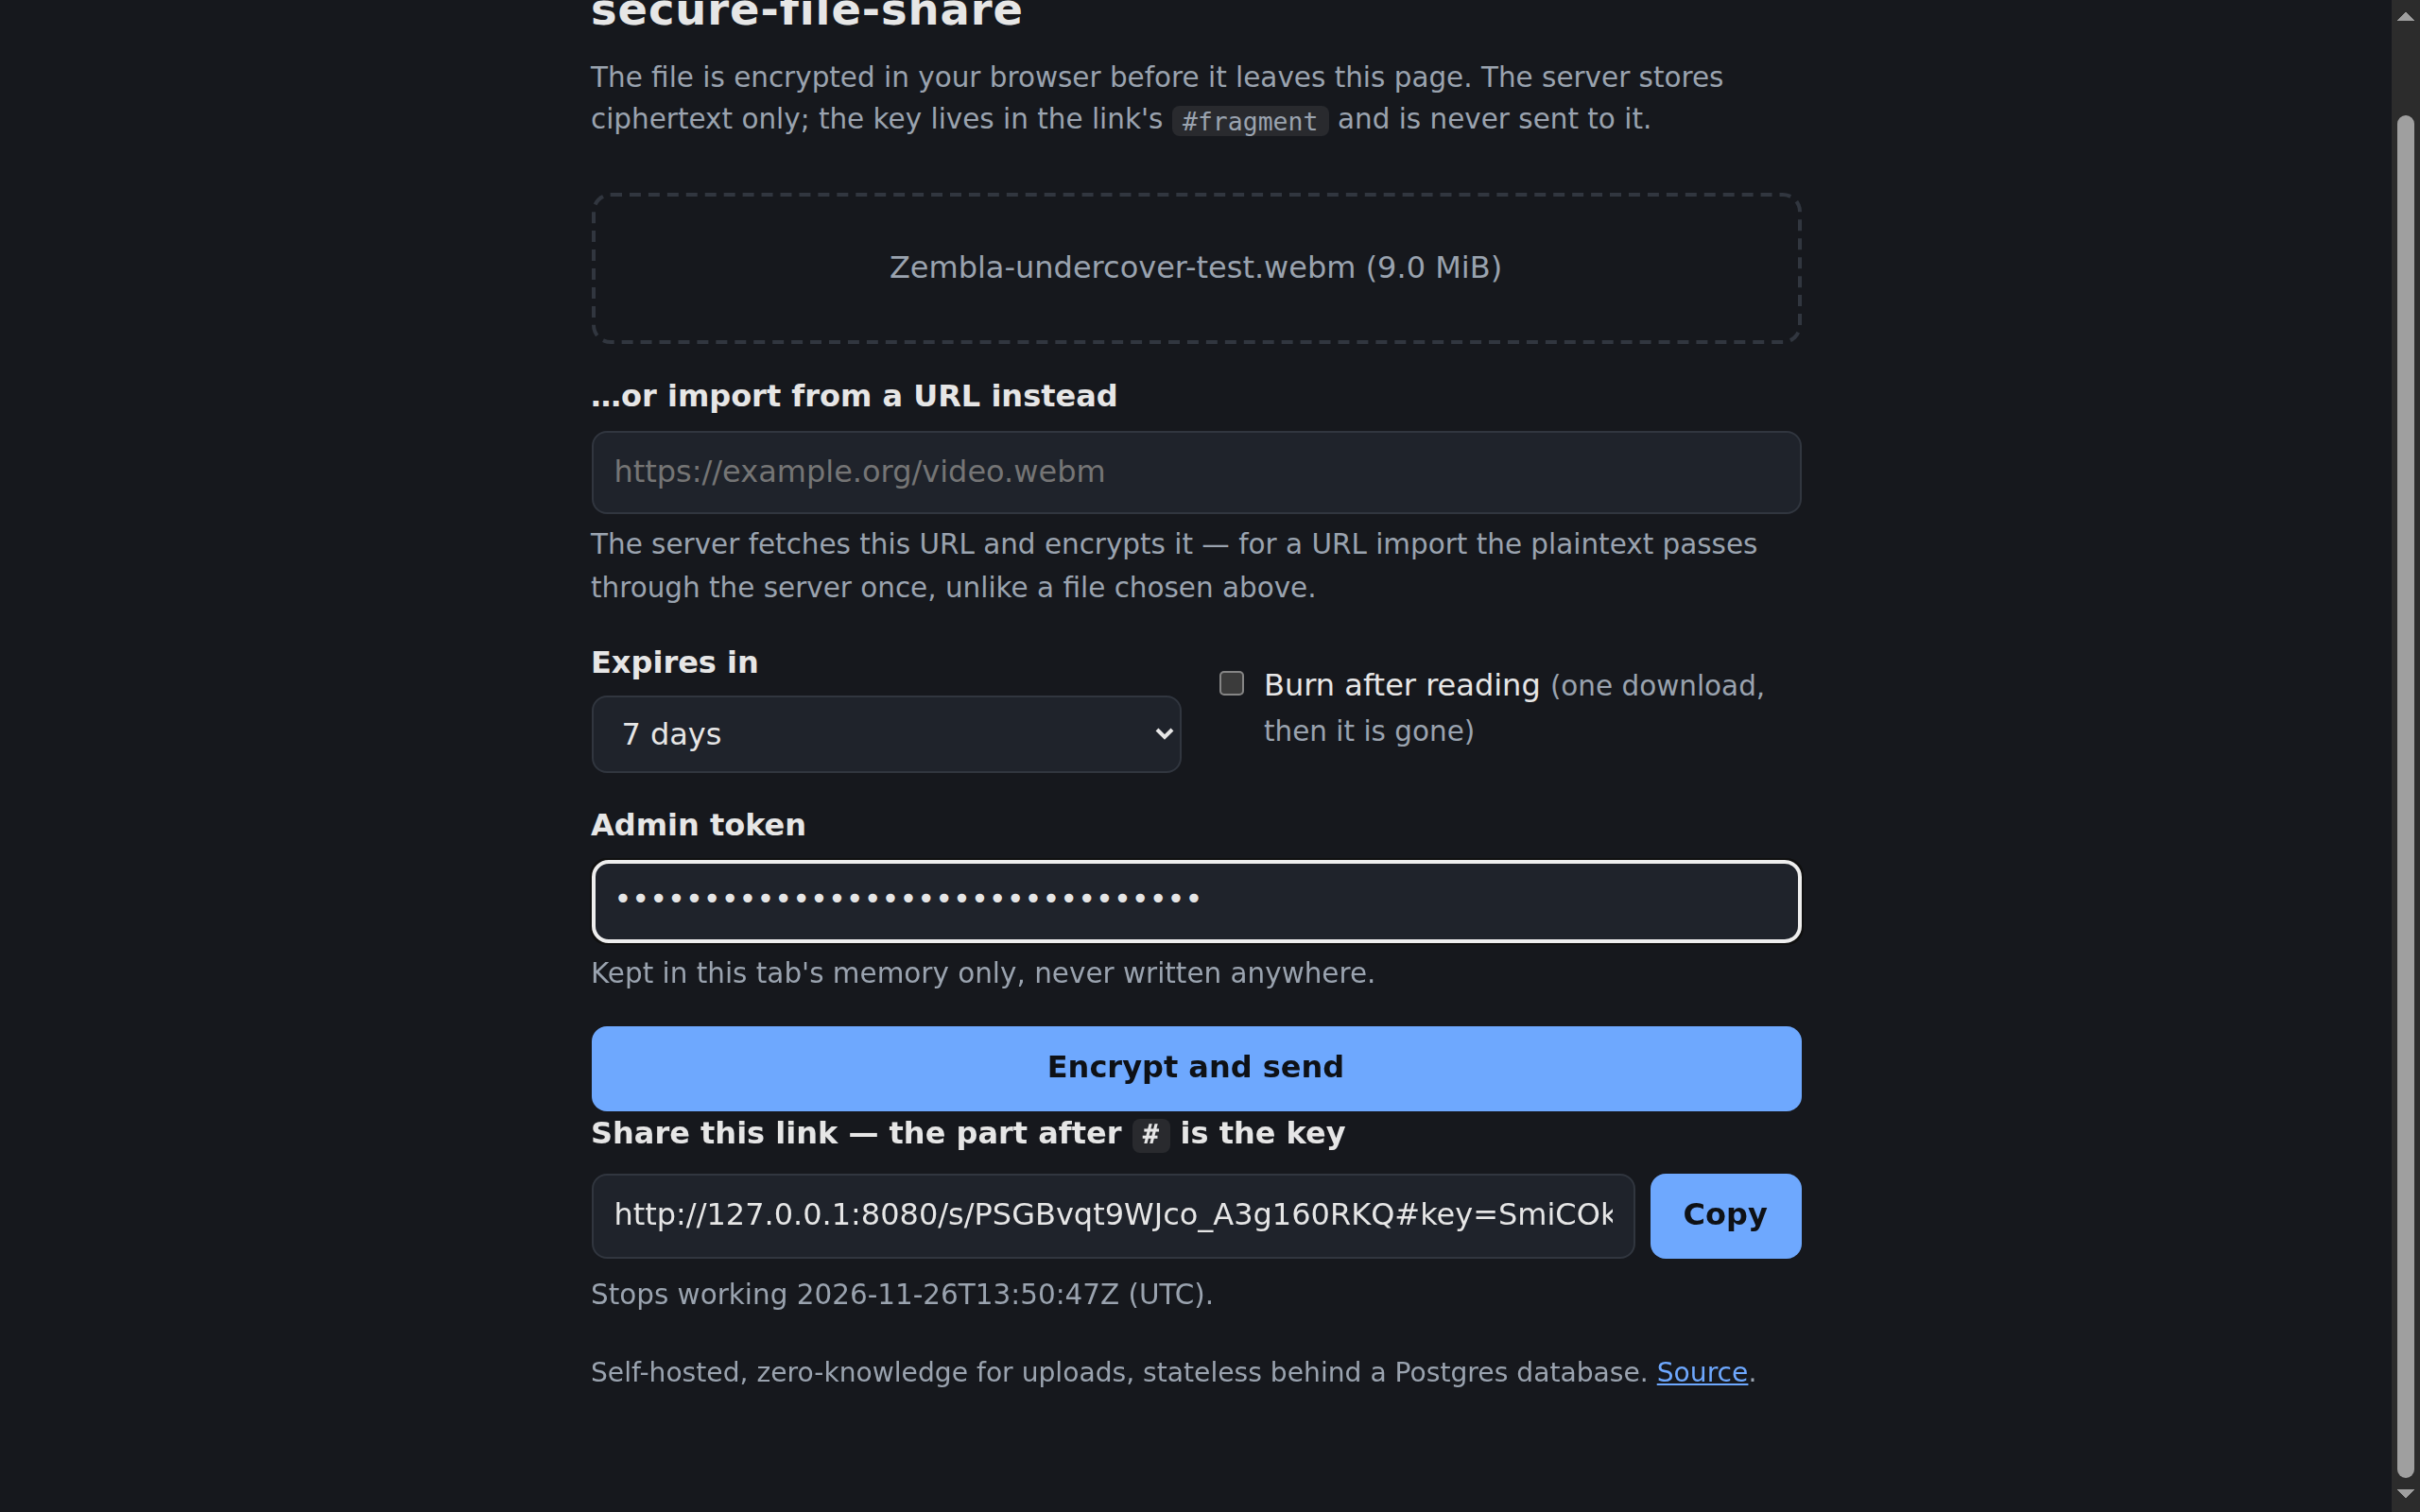 secure-file-share
The file is encrypted in your browser before it leaves this page. The server stores
ciphertext only; the key lives in the link's #fragment and is never sent to it.
Zembla-undercover-test.webm (9.0 MiB)
…or import from a URL instead
https://example.org/video.webm
The server fetches this URL and encrypts it — for a URL import the plaintext passes
through the server once, unlike a file chosen above.
Expires in
7 days
Burn after reading (one download,
then it is gone)
Admin token
•••••••••••••••••••••••••••••••••
Kept in this tab's memory only, never written anywhere.
Encrypt and send
Share this link — the part after # is the key
http://127.0.0.1:8080/s/PSGBvqt9WJco_A3g160RKQ#key=SmiCOk
Copy
Stops working 2026-11-26T13:50:47Z (UTC).
Self-hosted, zero-knowledge for uploads, stateless behind a Postgres database. Source.